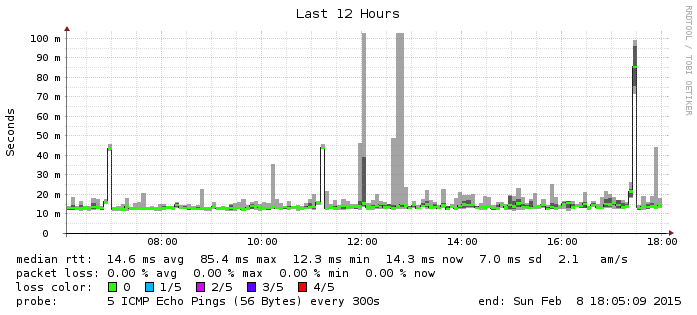 Last 12 Hours
RRDTOOL / TOBI OETIKER
Seconds
100 m
90 m
80 m
70 m
60 m
50 m
40 m
30 m
20 m
10 m
0
08:00 10:00 12:00 14:00 16:00 18:00
median rtt: 14.6 ms avg 85.4 ms max 12.3 ms min 14.3 ms now 7.0 ms sd 2.1 am/s
packet loss: 0.00 % avg 0.00 % max 0.00 % min 0.00 % now
loss color: 0 1/5 2/5 3/5 4/5
probe: 5 ICMP Echo Pings (56 Bytes) every 300s end: Sun Feb 8 18:05:09 2015